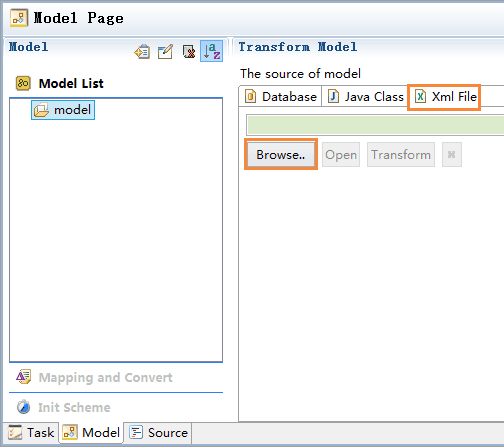 Model Page
Model
Transform Model
Model List
The source of model
Database Java Class Xml File
model
Browse.. Open Transform ⌘
Mapping and Convert
Init Scheme
Task Model Source